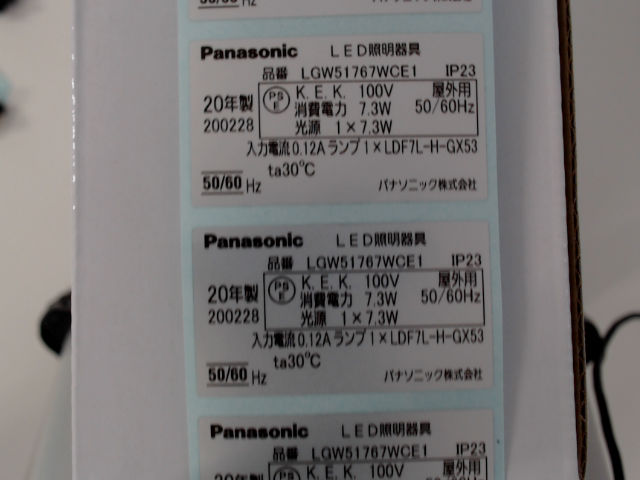 50/60 Hz
Panasonic LED照明器具
品番 LGW51767WCE1 IP23
20年製 PS E K.E.K. 100V 屋外用
消費電力 7.3W 50/60Hz
200228 光源 1×7.3W
入力電流0.12A ランプ1×LDF7L-H-GX53
ta30℃
50/60 Hz パナソニック株式会社
Panasonic LED照明器具
品番 LGW51767WCE1 IP23
20年製 PS E K.E.K. 100V 屋外用
消費電力 7.3W 50/60Hz
200228 光源 1×7.3W
入力電流0.12A ランプ1×LDF7L-H-GX53
ta30℃
50/60 Hz パナソニック株式会社
Panasonic LED照明器具
品番 LGW51767WCE1 IP23
20年製 K.E.K. 100V 屋外用